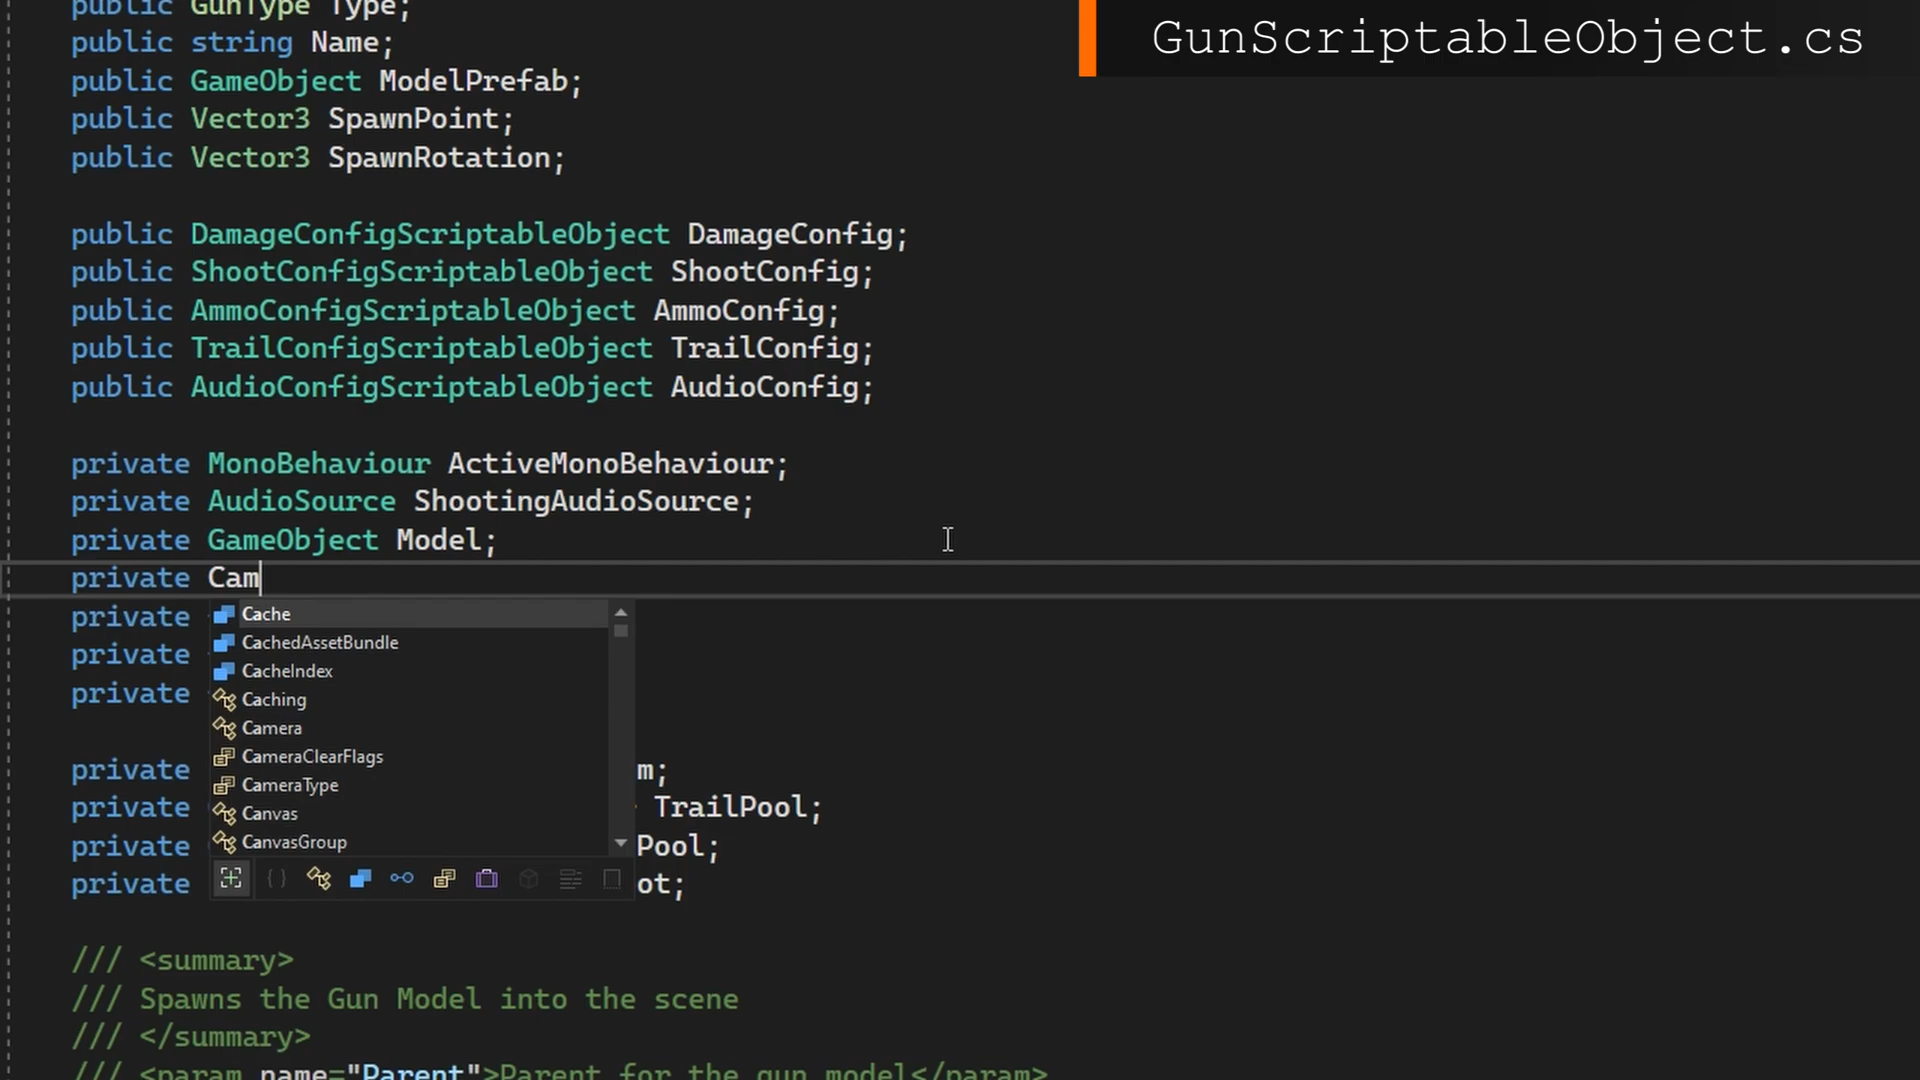 public GunType Type;
GunScriptableObject.cs
public string Name;
public GameObject ModelPrefab;
public Vector3 SpawnPoint;
public Vector3 SpawnRotation;
public DamageConfigScriptableObject DamageConfig;
public ShootConfigScriptableObject ShootConfig;
public AmmoConfigScriptableObject AmmoConfig;
public TrailConfigScriptableObject TrailConfig;
public AudioConfigScriptableObject AudioConfig;
private MonoBehaviour ActiveMonoBehaviour;
private AudioSource ShootingAudioSource;
private GameObject Model;
private Cam
private
Cache
CachedAssetBundle
private
CacheIndex
private
Caching
Camera
CameraClearFlags
private m;
CameraType
private TrailPool;
Canvas
private Pool;
CanvasGroup
private ot;
/// <summary>
/// Spawns the Gun Model into the scene
/// </summary>
/// <param name="Parent">Parent for the gun model</param>